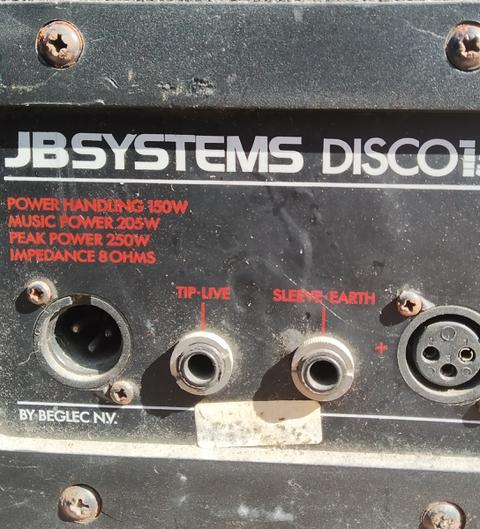 JBSYSTEMS DISCO
POWER HANDLING 150W
MUSIC POWER 205W
PEAK POWER 250W
IMPEDANCE 8 OHMS
TIP-LIVE SLEEVE-EARTH
+
BY BEGLEC N.V.